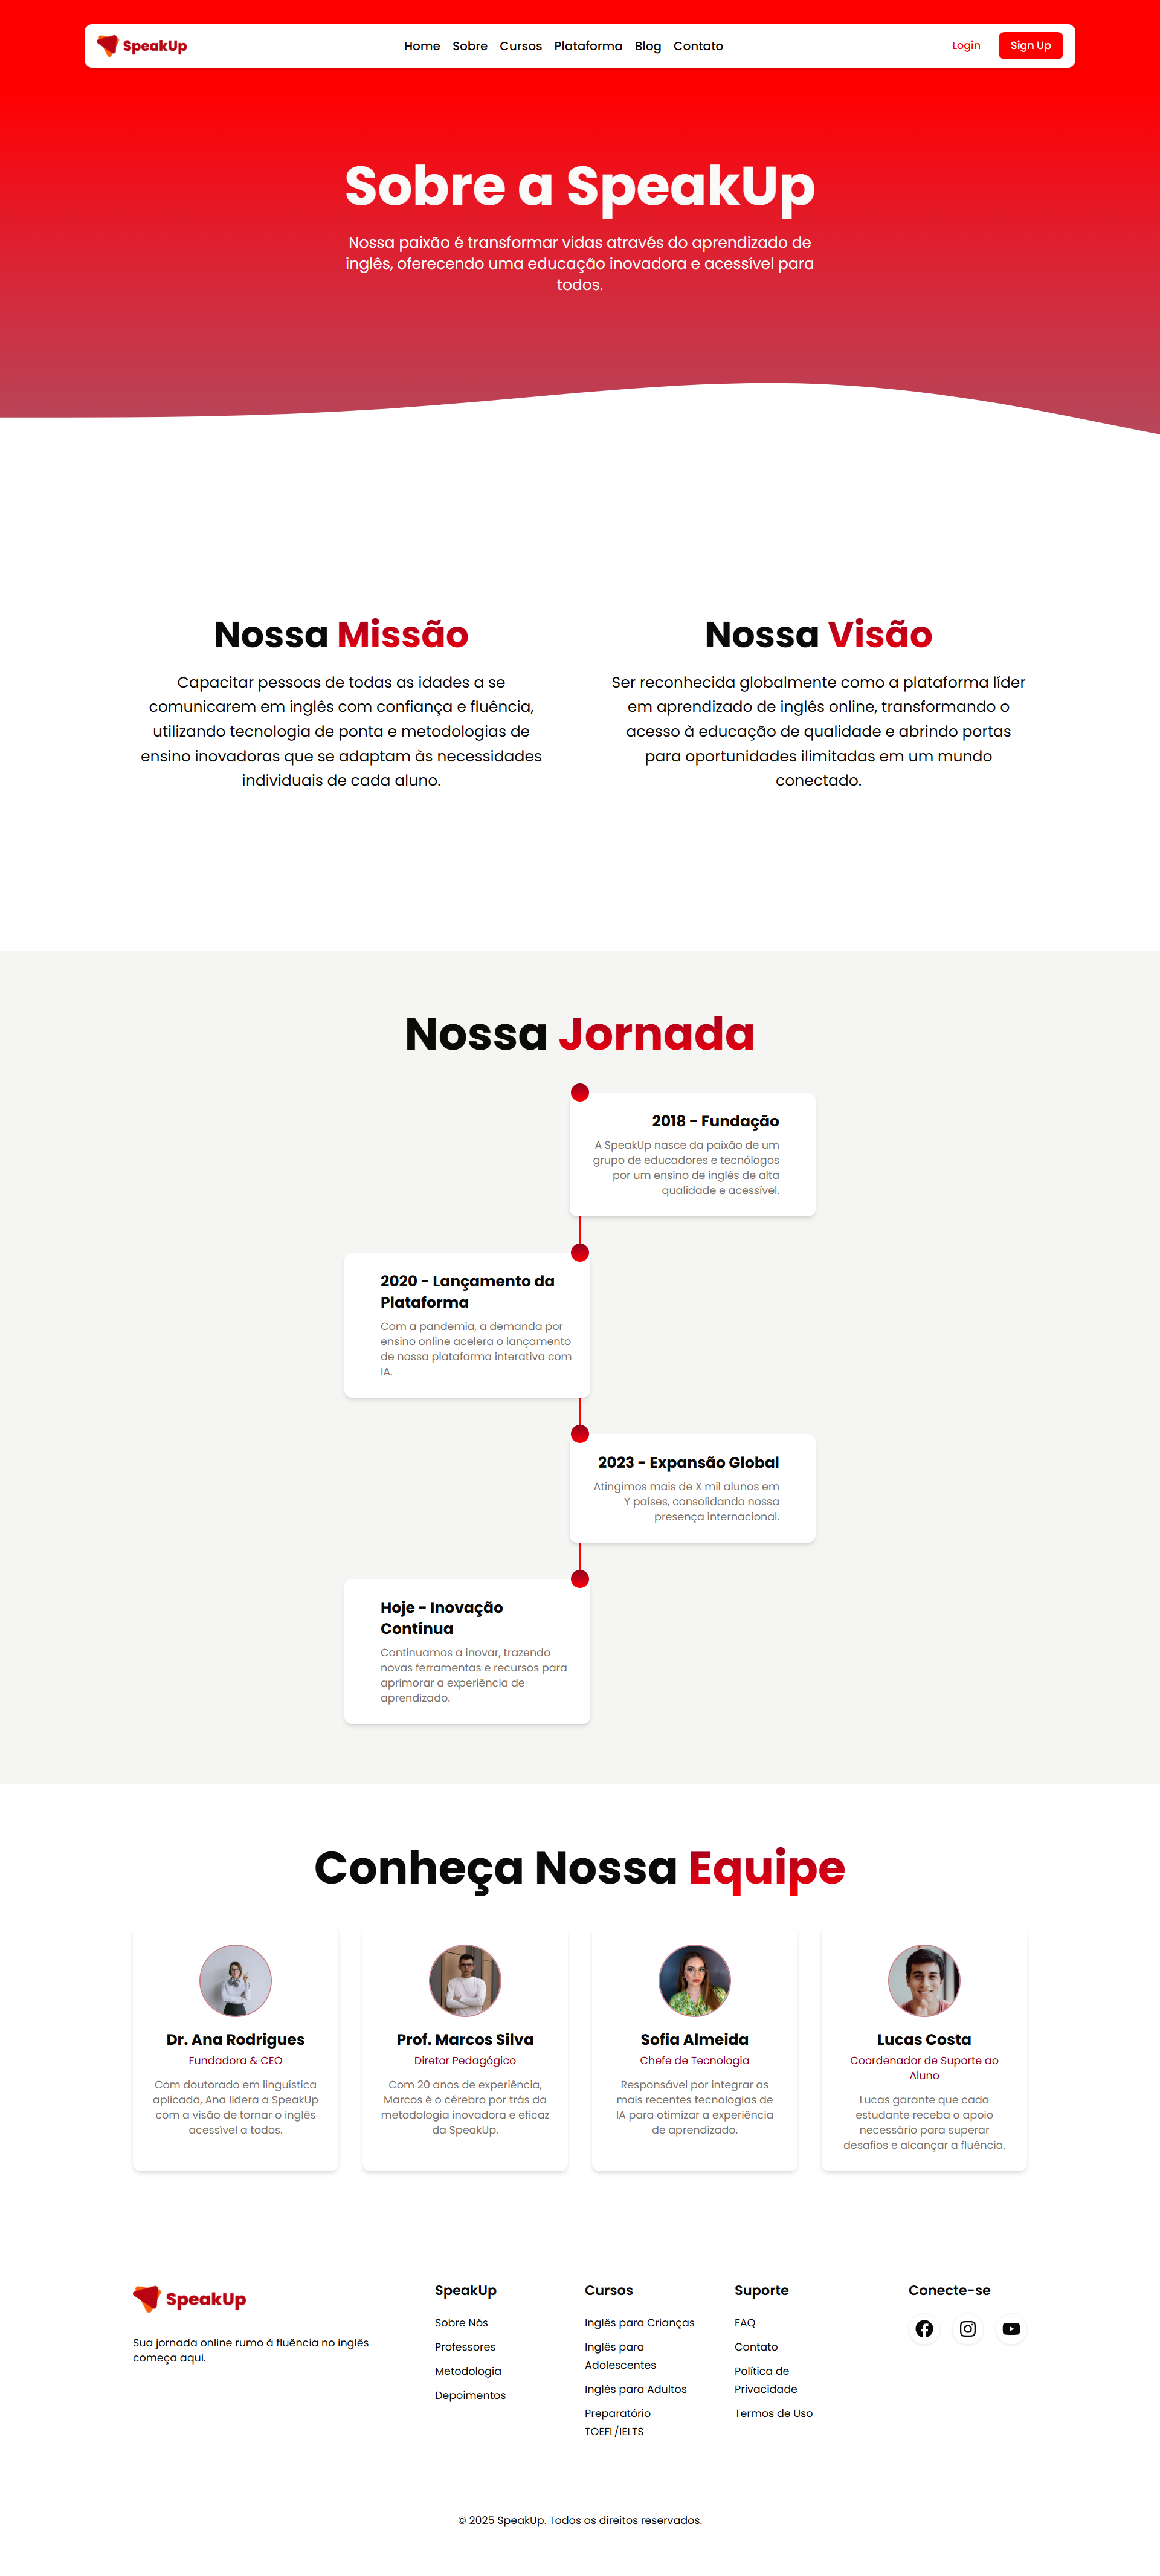 SpeakUp
Home Sobre Cursos Plataforma Blog Contato
Login
Sign Up
Sobre a SpeakUp
Nossa paixão é transformar vidas através do aprendizado de
inglês, oferecendo uma educação inovadora e acessível para
todos.
Nossa Missão
Capacitar pessoas de todas as idades a se
comunicarem em inglês com confiança e fluência,
utilizando tecnologia de ponta e metodologias de
ensino inovadoras que se adaptam às necessidades
individuais de cada aluno.
Nossa Visão
Ser reconhecida globalmente como a plataforma líder
em aprendizado de inglês online, transformando o
acesso à educação de qualidade e abrindo portas
para oportunidades ilimitadas em um mundo
conectado.
Nossa Jornada
2018 - Fundação
A SpeakUp nasce da paixão de um
grupo de educadores e tecnólogos
por um ensino de inglês de alta
qualidade e acessível.
2020 - Lançamento da
Plataforma
Com a pandemia, a demanda por
ensino online acelera o lançamento
de nossa plataforma interativa com
IA.
2023 - Expansão Global
Atingimos mais de X mil alunos em
Y países, consolidando nossa
presença internacional.
Hoje - Inovação
Contínua
Continuamos a inovar, trazendo
novas ferramentas e recursos para
aprimorar a experiência de
aprendizado.
Conheça Nossa Equipe
Dr. Ana Rodrigues
Fundadora & CEO
Com doutorado em linguística
aplicada, Ana lidera a SpeakUp
com a visão de tornar o inglês
acessível a todos.
Prof. Marcos Silva
Diretor Pedagógico
Com 20 anos de experiência,
Marcos é o cérebro por trás da
metodologia inovadora e eficaz
da SpeakUp.
Sofia Almeida
Chefe de Tecnologia
Responsável por integrar as
mais recentes tecnologias de
IA para otimizar a experiência
de aprendizado.
Lucas Costa
Coordenador de Suporte ao
Aluno
Lucas garante que cada
estudante receba o apoio
necessário para superar
desafios e alcançar a fluência.
SpeakUp
Sua jornada online rumo à fluência no inglês
começa aqui.
SpeakUp
Sobre Nós
Professores
Metodologia
Depoimentos
Cursos
Inglês para Crianças
Inglês para
Adolescentes
Inglês para Adultos
Preparatório
TOEFL/IELTS
Suporte
FAQ
Contato
Política de
Privacidade
Termos de Uso
Conecte-se
© 2025 SpeakUp. Todos os direitos reservados.